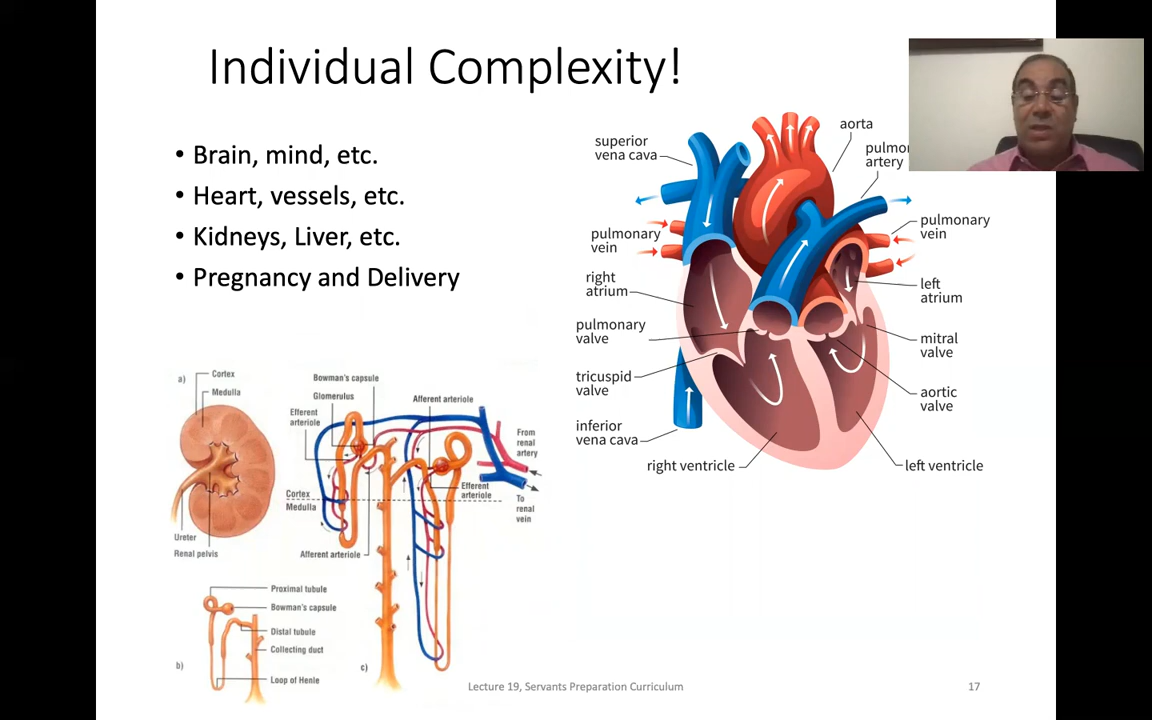 Individual Complexity!
• Brain, mind, etc.
• Heart, vessels, etc.
• Kidneys, Liver, etc.
• Pregnancy and Delivery
superior
vena cava
aorta
artery
pulmonary
vein
pulmonary
vein
right
atrium
left
atrium
pulmonary
valve
mitral
valve
tricuspid
valve
aortic
valve
inferior
vena cava
right ventricle
left ventricle
a)
Cortex
Medulla
Ureter
Renal pelvis
Bowman's capsule
Glomerulus
Efferent
arteriole
Afferent arteriole
From
renal
artery
Efferent
arteriole
Cortex
Medulla
To
renal
vein
Afferent arteriole
Proximal tubule
Bowman's capsule
Distal tubule
Collecting duct
Loop of Henle
b)
c)
Lecture 19, Servants Preparation Curriculum
17